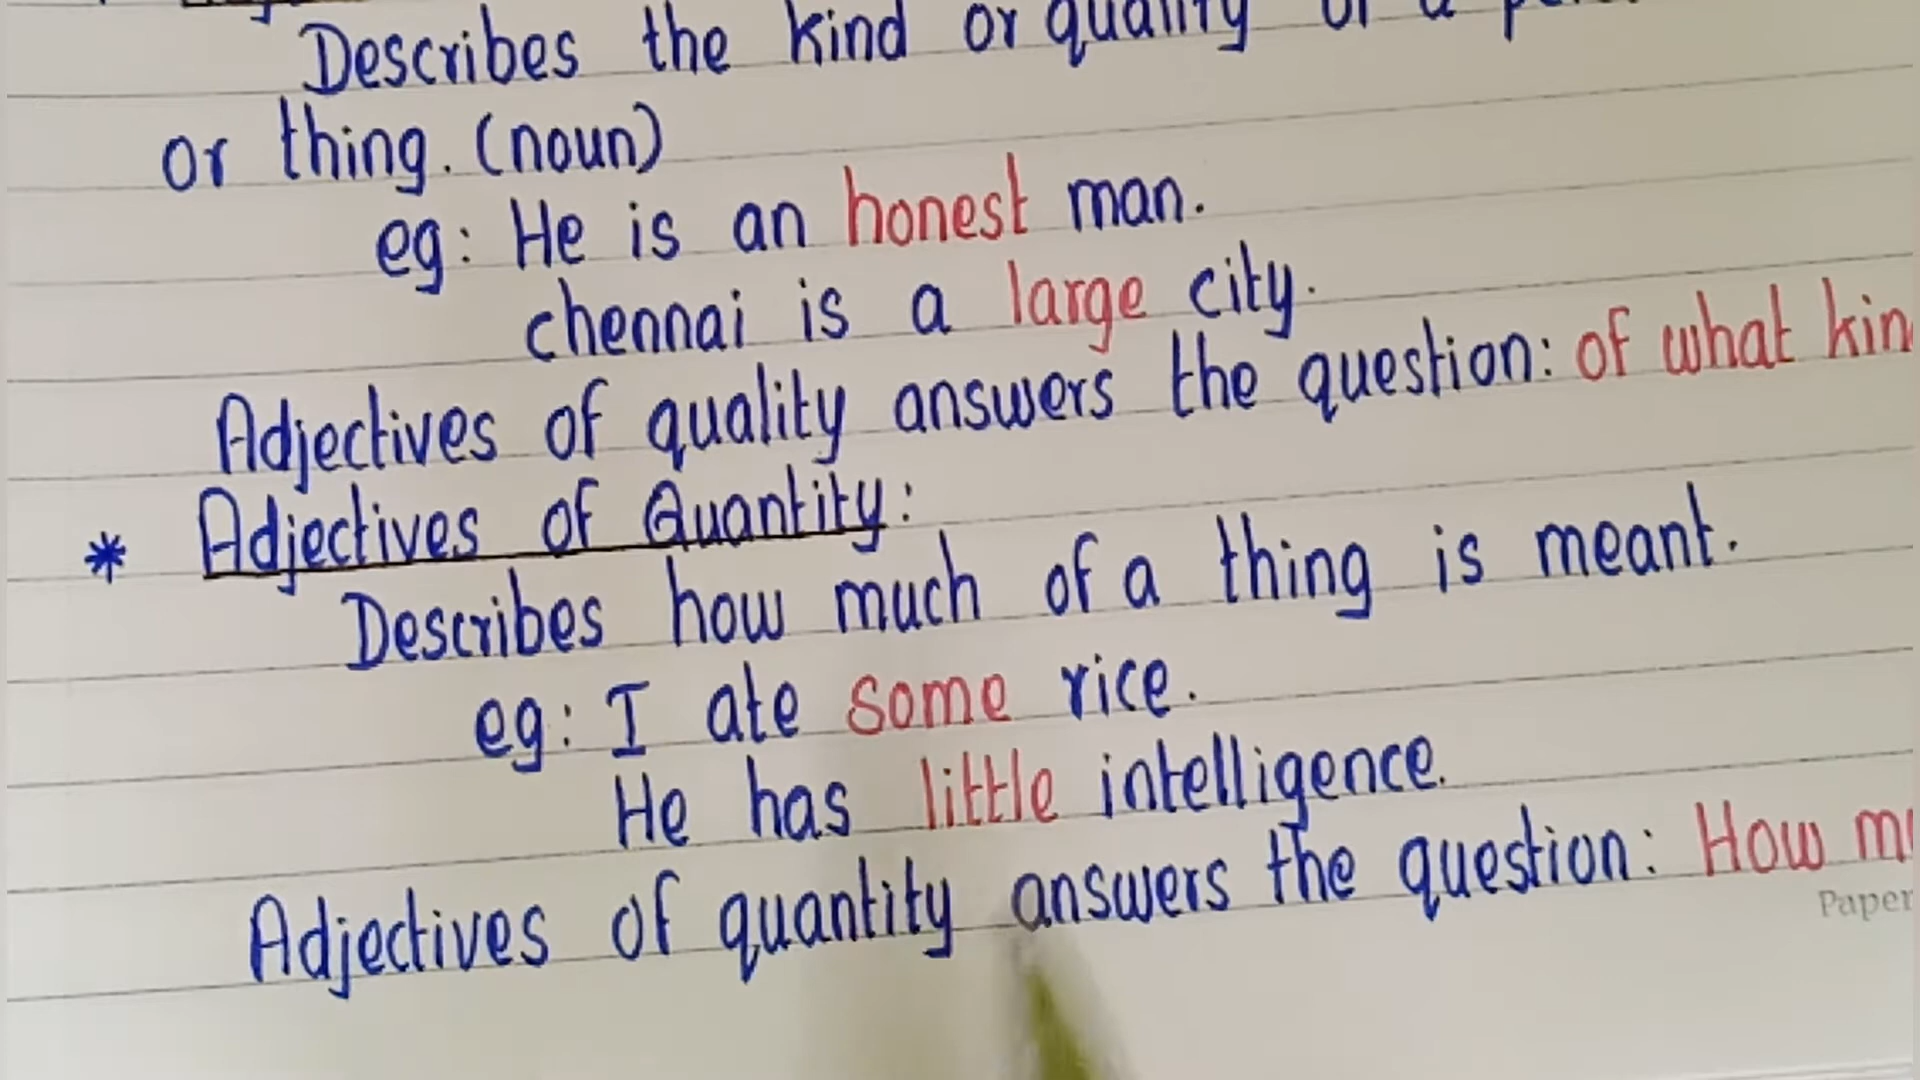 Describes the kind or quality of a
or thing. (noun)
eg: He is an honest man.
chennai is a large city.
Adjectives of quality answers the question: of what kin
* Adjectives of Quantity:
Describes how much of a thing is meant.
eg: I ate some rice.
He has little intelligence.
Adjectives of quantity answers the question: How m
Paper